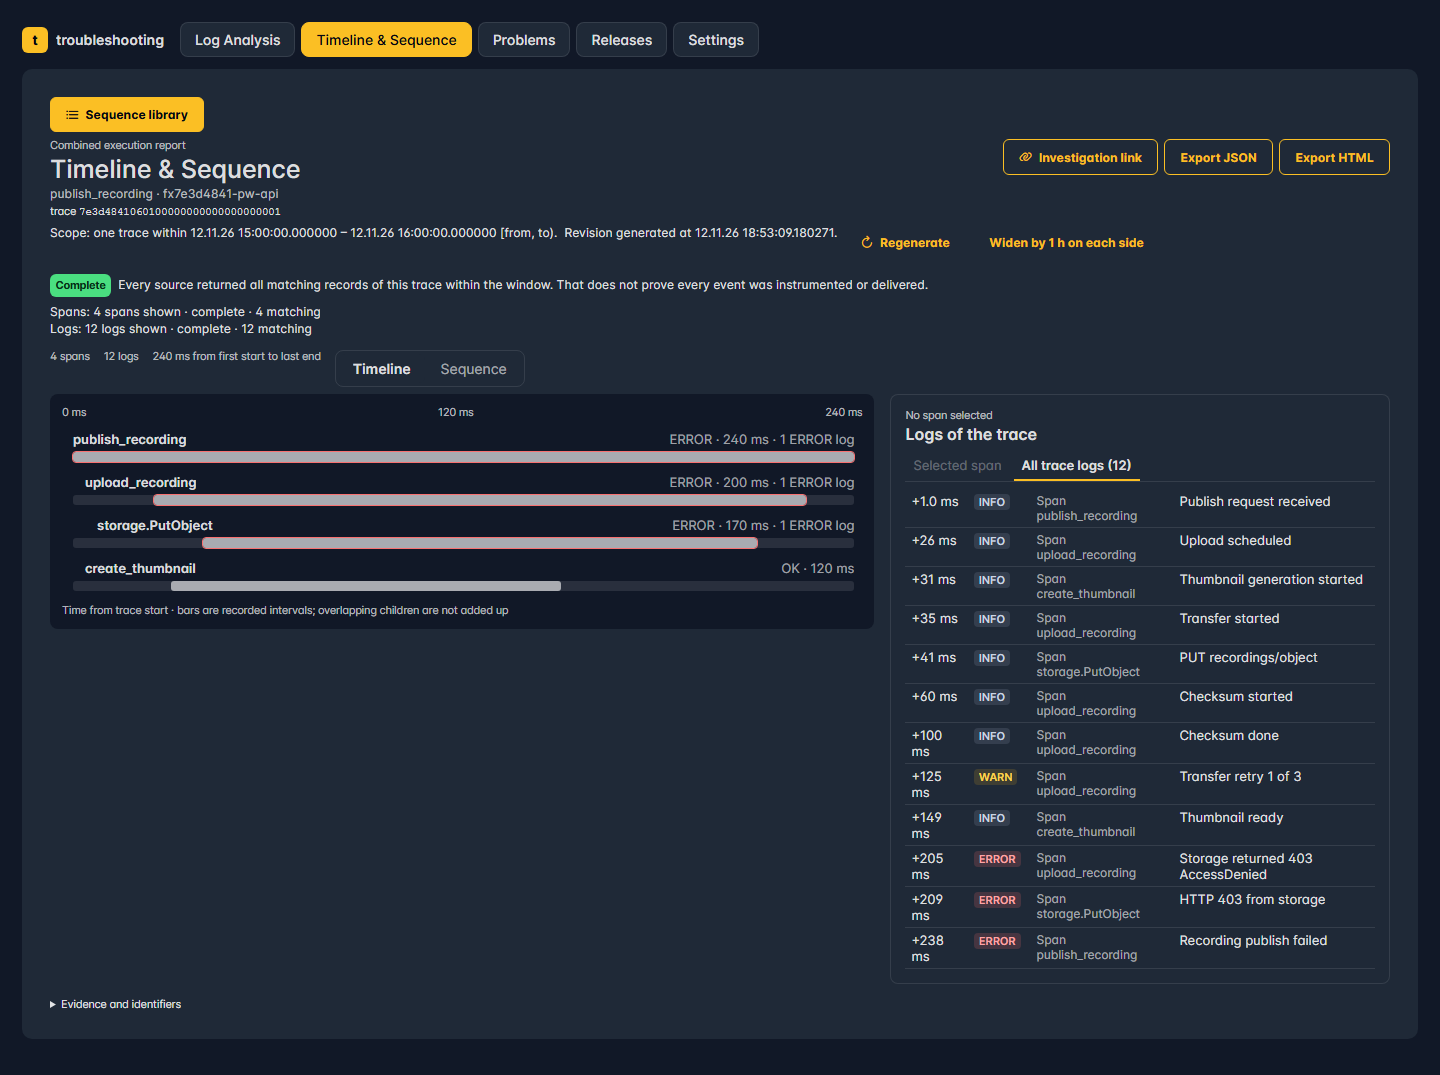 t troubleshooting Log Analysis Timeline & Sequence Problems Releases Settings
Sequence library
Combined execution report
Timeline & Sequence
Investigation link Export JSON Export HTML
publish_recording · fx7e3d4841-pw-api
trace 7e3d4841060100000000000000000001
Scope: one trace within 12.11.26 15:00:00.000000 – 12.11.26 16:00:00.000000 [from, to). Revision generated at 12.11.26 18:53:09.180271.
Regenerate Widen by 1 h on each side
Complete Every source returned all matching records of this trace within the window. That does not prove every event was instrumented or delivered.
Spans: 4 spans shown · complete · 4 matching
Logs: 12 logs shown · complete · 12 matching
4 spans 12 logs 240 ms from first start to last end Timeline Sequence
0 ms 120 ms 240 ms
publish_recording ERROR · 240 ms · 1 ERROR log
upload_recording ERROR · 200 ms · 1 ERROR log
storage.PutObject ERROR · 170 ms · 1 ERROR log
create_thumbnail OK · 120 ms
Time from trace start · bars are recorded intervals; overlapping children are not added up
No span selected
Logs of the trace
Selected span All trace logs (12)
+1.0 ms INFO Span publish_recording Publish request received
+26 ms INFO Span upload_recording Upload scheduled
+31 ms INFO Span create_thumbnail Thumbnail generation started
+35 ms INFO Span upload_recording Transfer started
+41 ms INFO Span storage.PutObject PUT recordings/object
+60 ms INFO Span upload_recording Checksum started
+100 ms INFO Span upload_recording Checksum done
+125 ms WARN Span upload_recording Transfer retry 1 of 3
+149 ms INFO Span create_thumbnail Thumbnail ready
+205 ms ERROR Span upload_recording Storage returned 403 AccessDenied
+209 ms ERROR Span storage.PutObject HTTP 403 from storage
+238 ms ERROR Span publish_recording Recording publish failed
Evidence and identifiers